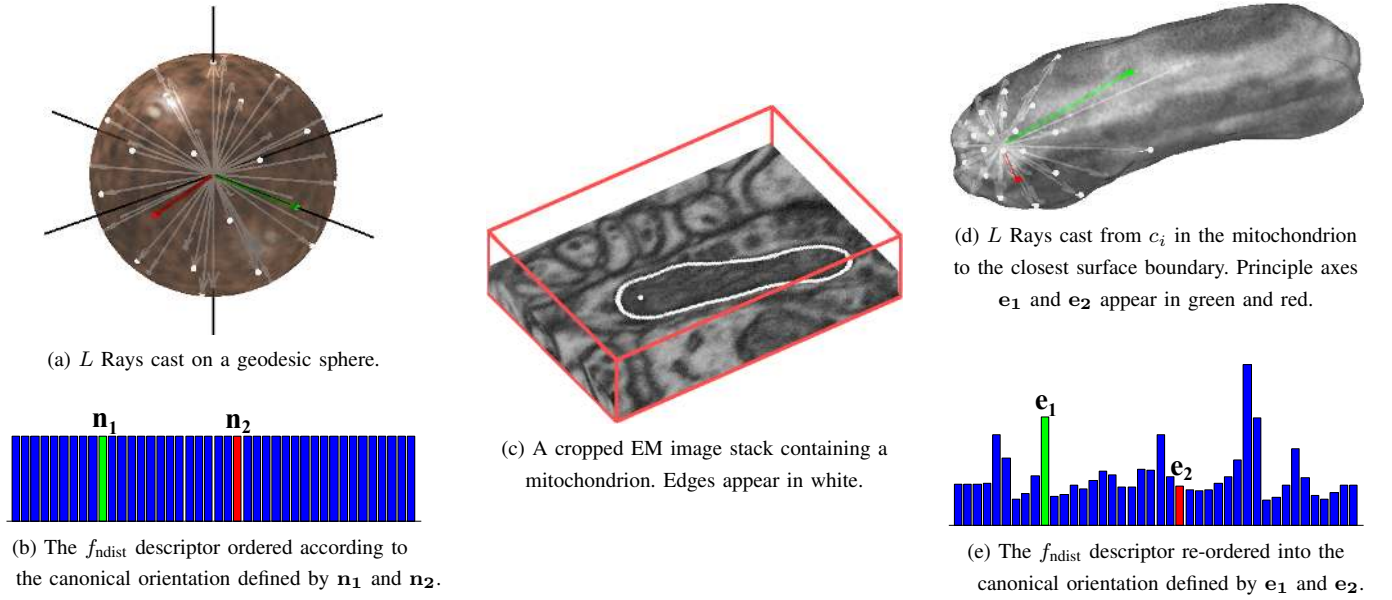 (a) L Rays cast on a geodesic sphere.
n1
n2
(b) The fndist descriptor ordered according to
the canonical orientation defined by n1 and n2.
(c) A cropped EM image stack containing a
mitochondrion. Edges appear in white.
(d) L Rays cast from ci in the mitochondrion
to the closest surface boundary. Principle axes
e1 and e2 appear in green and red.
e1
e2
(e) The fndist descriptor re-ordered into the
canonical orientation defined by e1 and e2.